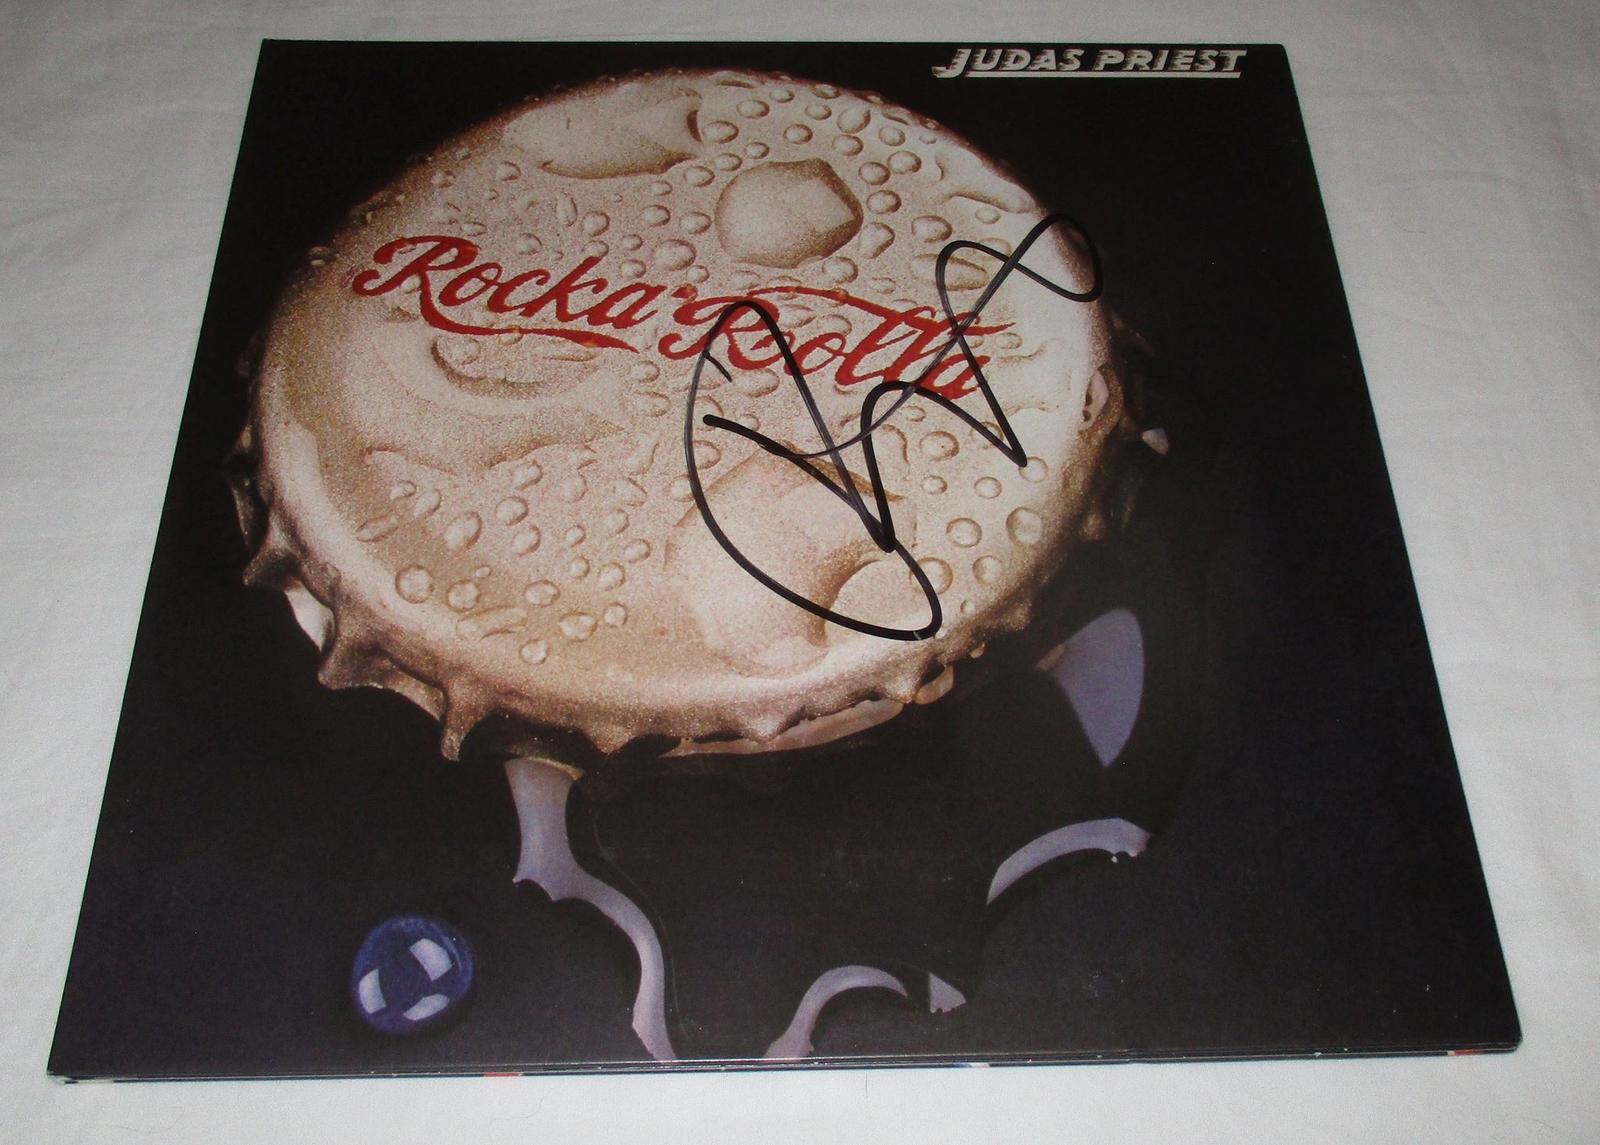 JUDAS PRIEST
Rocka Rolla